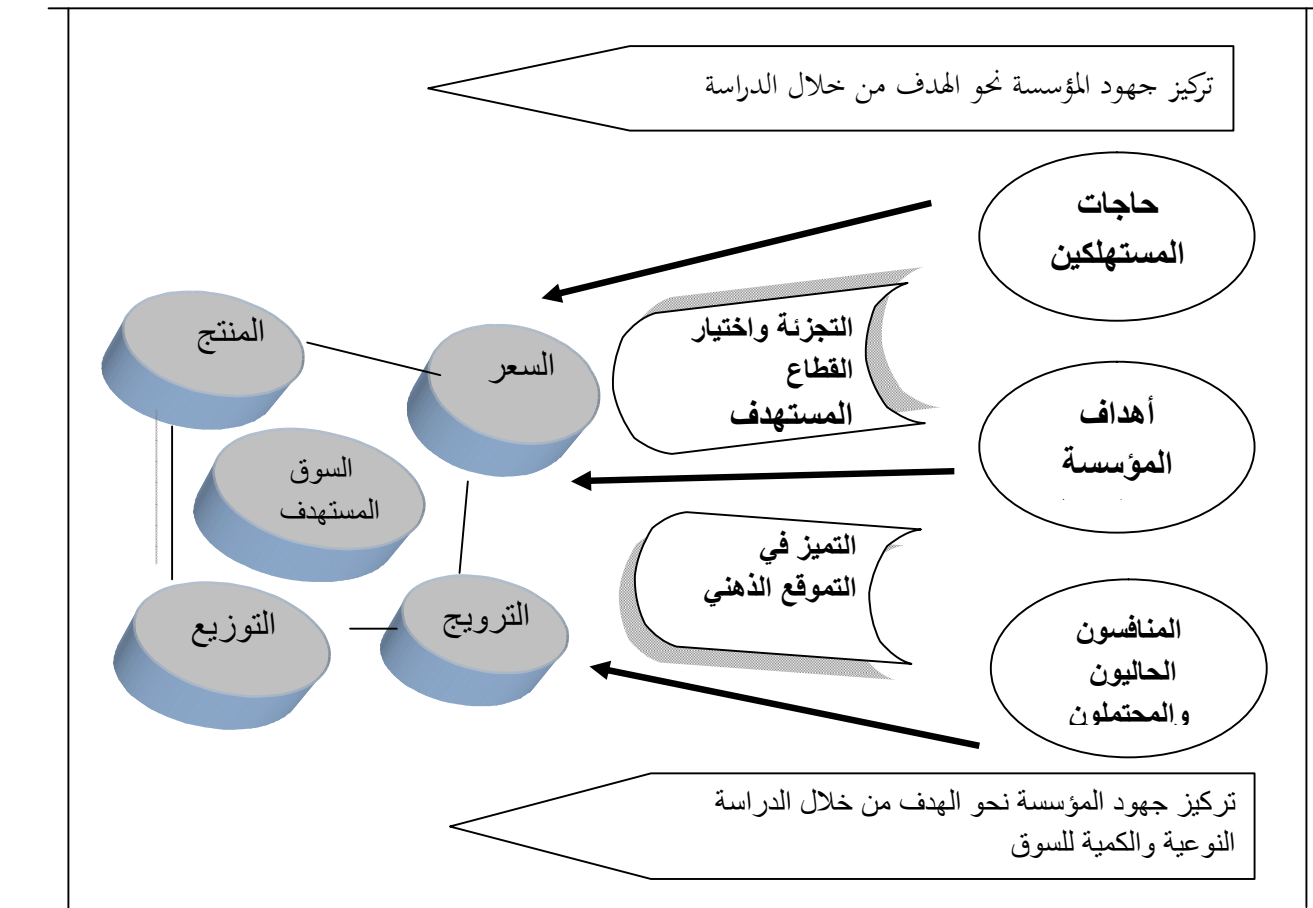 تركيز جهود المؤسسة نحو الهدف من خلال الدراسة
حاجات
المستهلكين
التجزئة واختيار
القطاع
المستهدف
المنتج
السعر
أهداف
المؤسسة
السوق
المستهدف
التميز في
التموقع الذهني
الترويج
التوزيع
المنافسون
الحاليون
والمحتملون
تركيز جهود المؤسسة نحو الهدف من خلال الدراسة
النوعية والكمية للسوق